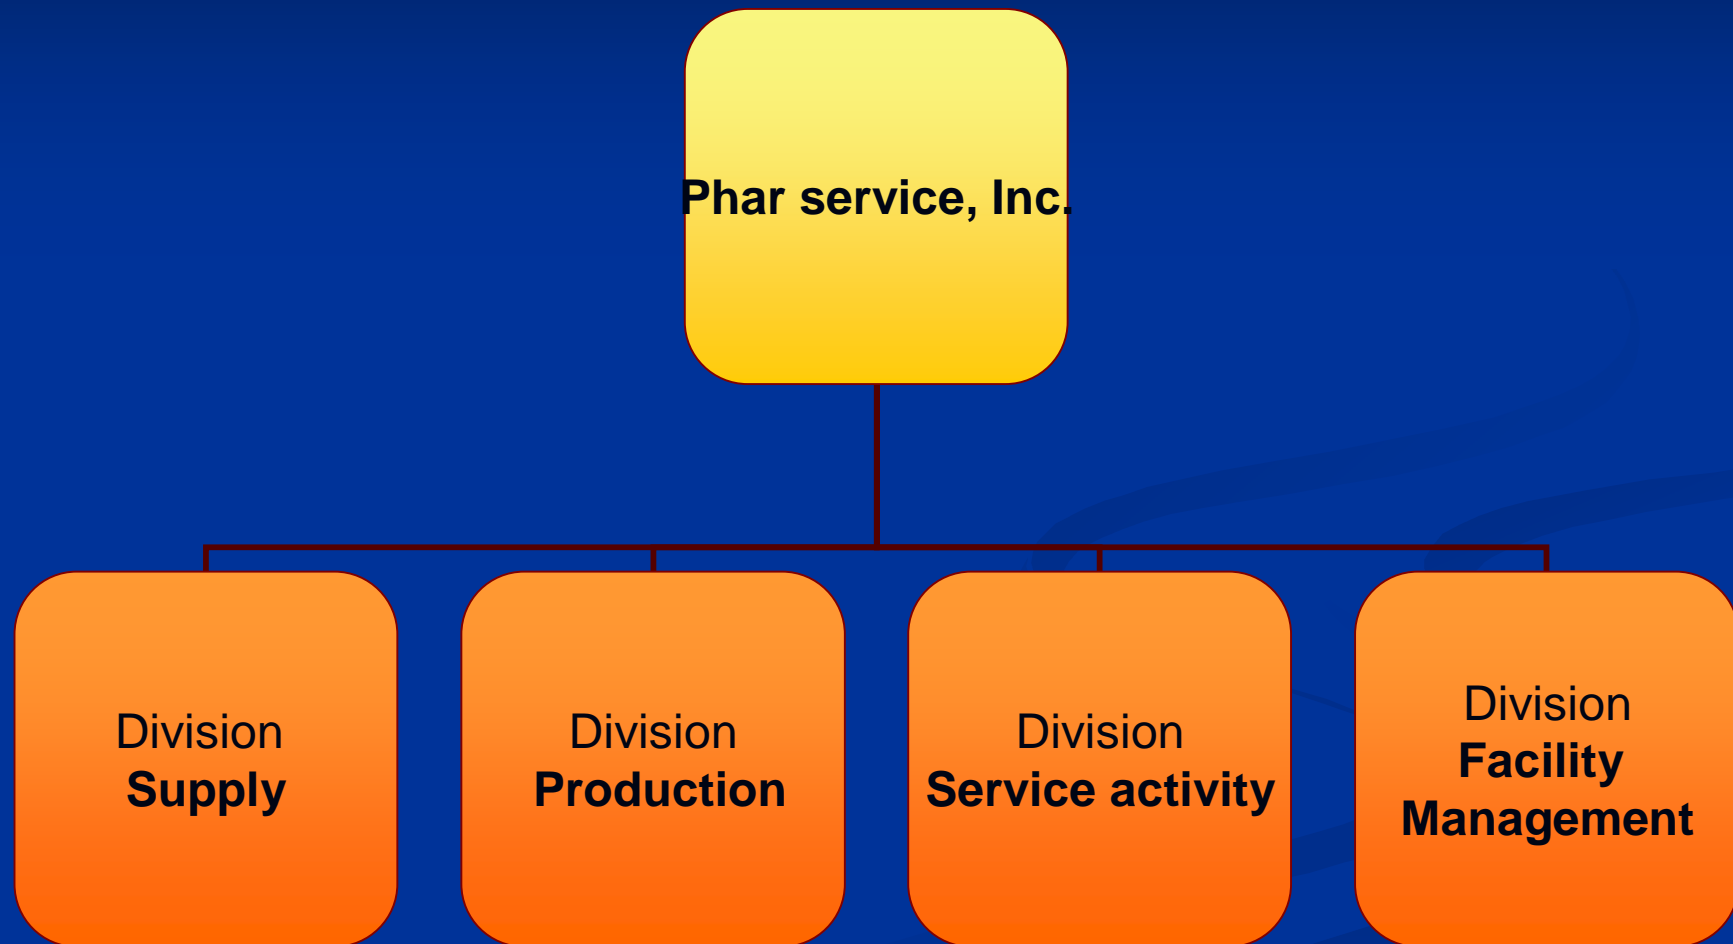 Phar service, Inc.
Division
Supply
Division
Production
Division
Service activity
Division
Facility
Management